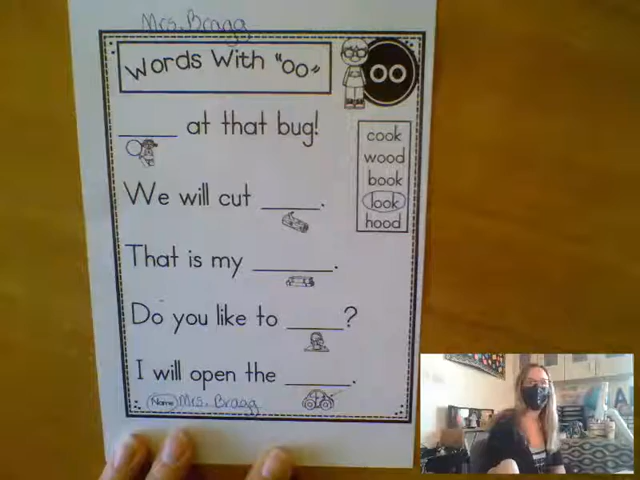 Mrs. Bragg
Words With "oo"
oo
_____ at that bug!
cook
wood
book
look
hood
We will cut _____.
That is my _____.
Do you like to _____?
I will open the _____.
Name Mrs. Bragg